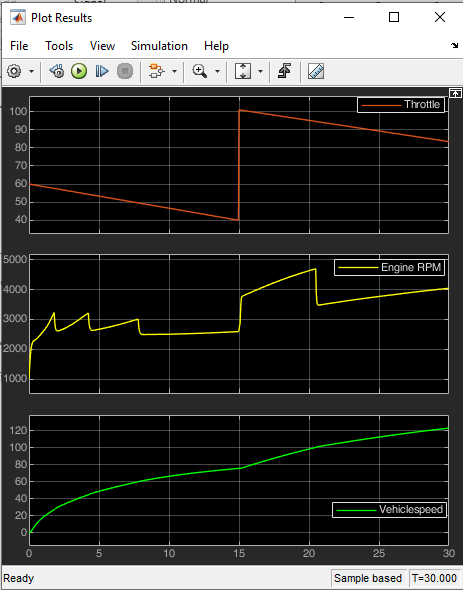 Plot Results
File Tools View Simulation Help
Throttle
100
90
80
70
60
50
40
Engine RPM
5000
4000
3000
2000
1000
Vehiclespeed
120
100
80
60
40
20
0
0 5 10 15 20 25 30
Ready Sample based T=30.000